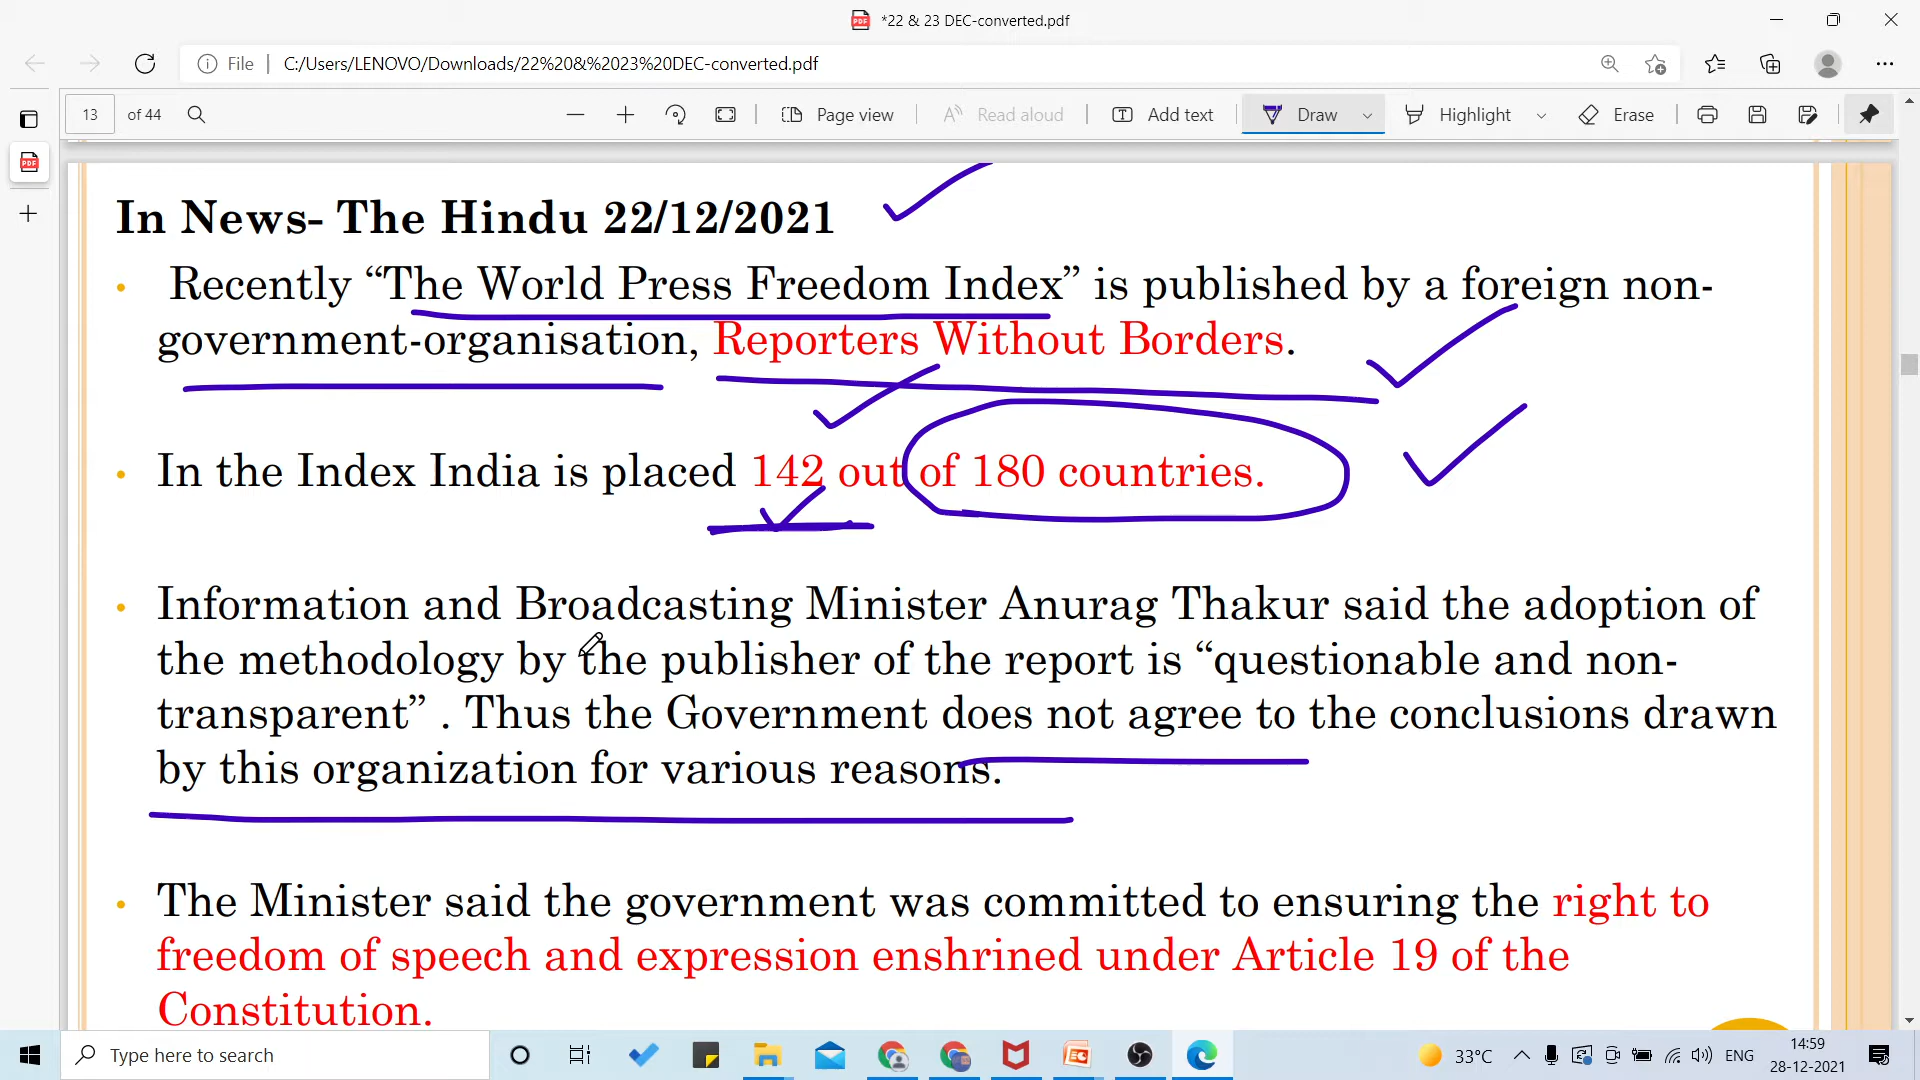 *22 & 23 DEC-converted.pdf
File
C:/Users/LENOVO/Downloads/22%20&%2023%20DEC-converted.pdf
13 of 44
Page view
Read aloud
Add text
Draw
Highlight
Erase
In News- The Hindu 22/12/2021
• Recently “The World Press Freedom Index” is published by a foreign non-
government-organisation, Reporters Without Borders.
• In the Index India is placed 142 out of 180 countries.
• Information and Broadcasting Minister Anurag Thakur said the adoption of
the methodology by the publisher of the report is “questionable and non-
transparent” . Thus the Government does not agree to the conclusions drawn
by this organization for various reasons.
• The Minister said the government was committed to ensuring the right to
freedom of speech and expression enshrined under Article 19 of the
Constitution.
Type here to search
33°C
ENG
14:59
28-12-2021